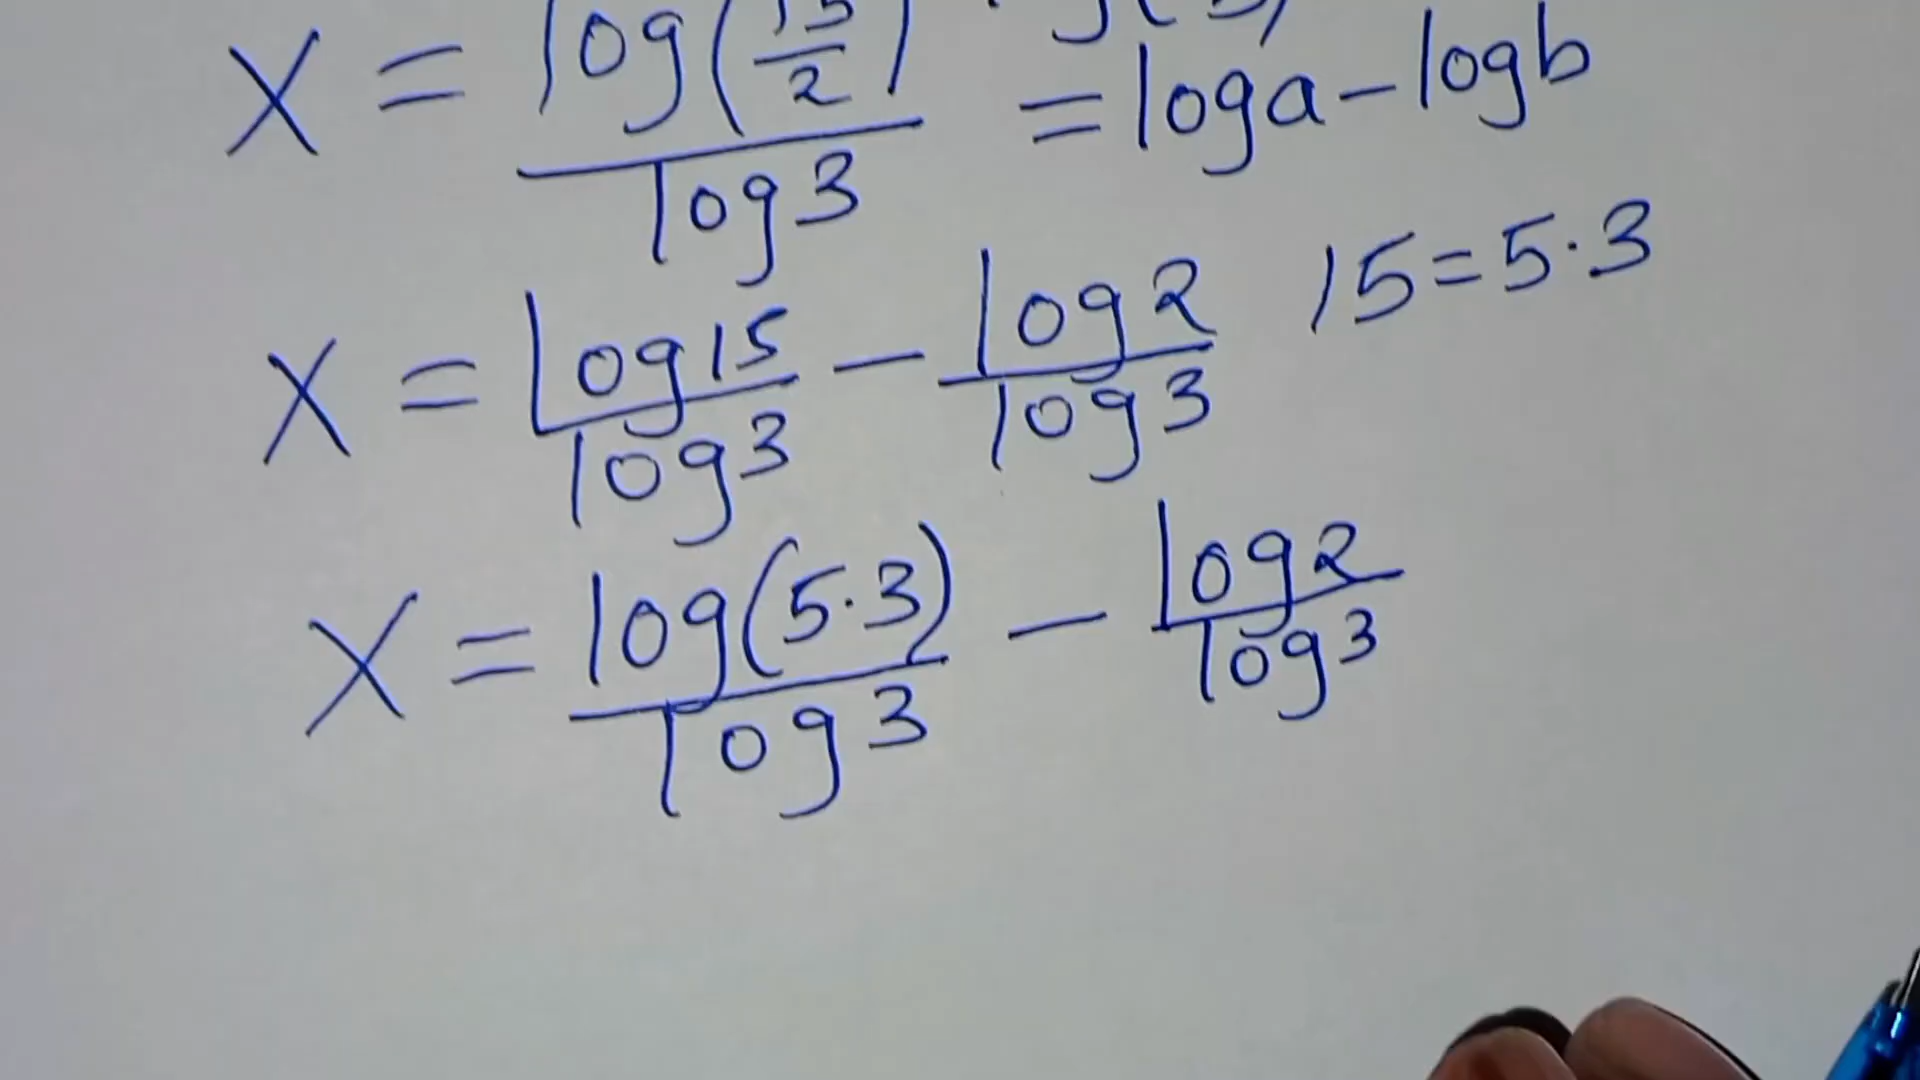 X = log(15/2) / log3
= loga - logb
15 = 5·3
X = log15/log3 - log2/log3
X = log(5·3)/log3 - log2/log3